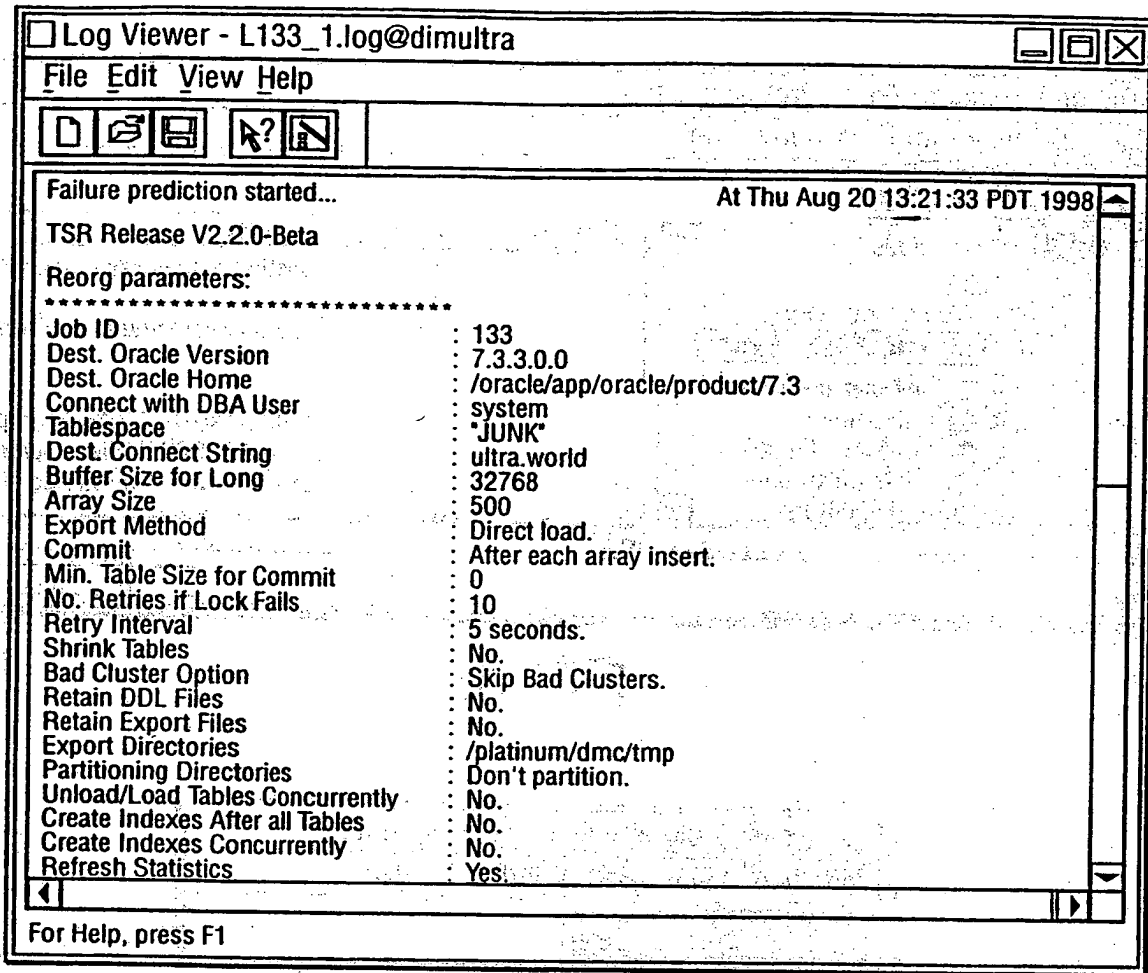 Log Viewer - L133_1.log@dimultra
File Edit View Help
Failure prediction started... At Thu Aug 20 13:21:33 PDT 1998
TSR Release V2.2.0-Beta
Reorg parameters:
******************************
Job ID : 133
Dest. Oracle Version : 7.3.3.0.0
Dest. Oracle Home : /oracle/app/oracle/product/7.3
Connect with DBA User : system
Tablespace : "JUNK"
Dest. Connect String : ultra.world
Buffer Size for Long : 32768
Array Size : 500
Export Method : Direct load.
Commit : After each array insert.
Min. Table Size for Commit : 0
No. Retries if Lock Fails : 10
Retry Interval : 5 seconds.
Shrink Tables : No.
Bad Cluster Option : Skip Bad Clusters.
Retain DDL Files : No.
Retain Export Files : No.
Export Directories : /platinum/dmc/tmp
Partitioning Directories : Don't partition.
Unload/Load Tables Concurrently : No.
Create Indexes After all Tables : No.
Create Indexes Concurrently : No.
Refresh Statistics : Yes.
For Help, press F1